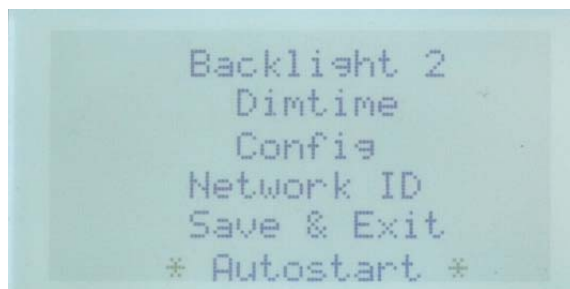 Backlight 2
Dimtime
Config
Network ID
Save & Exit
* Autostart *